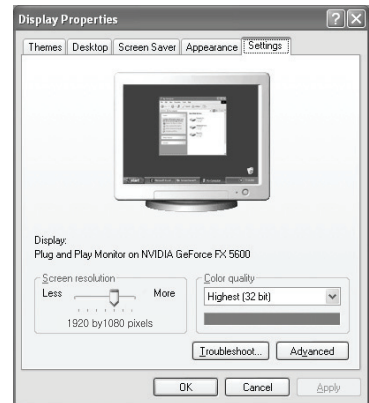 Display Properties
Themes Desktop Screen Saver Appearance Settings
Display:
Plug and Play Monitor on NVIDIA GeForce FX 5600
Screen resolution
Less More
1920 by1080 pixels
Color quality
Highest (32 bit)
Troubleshoot... Advanced
OK Cancel Apply